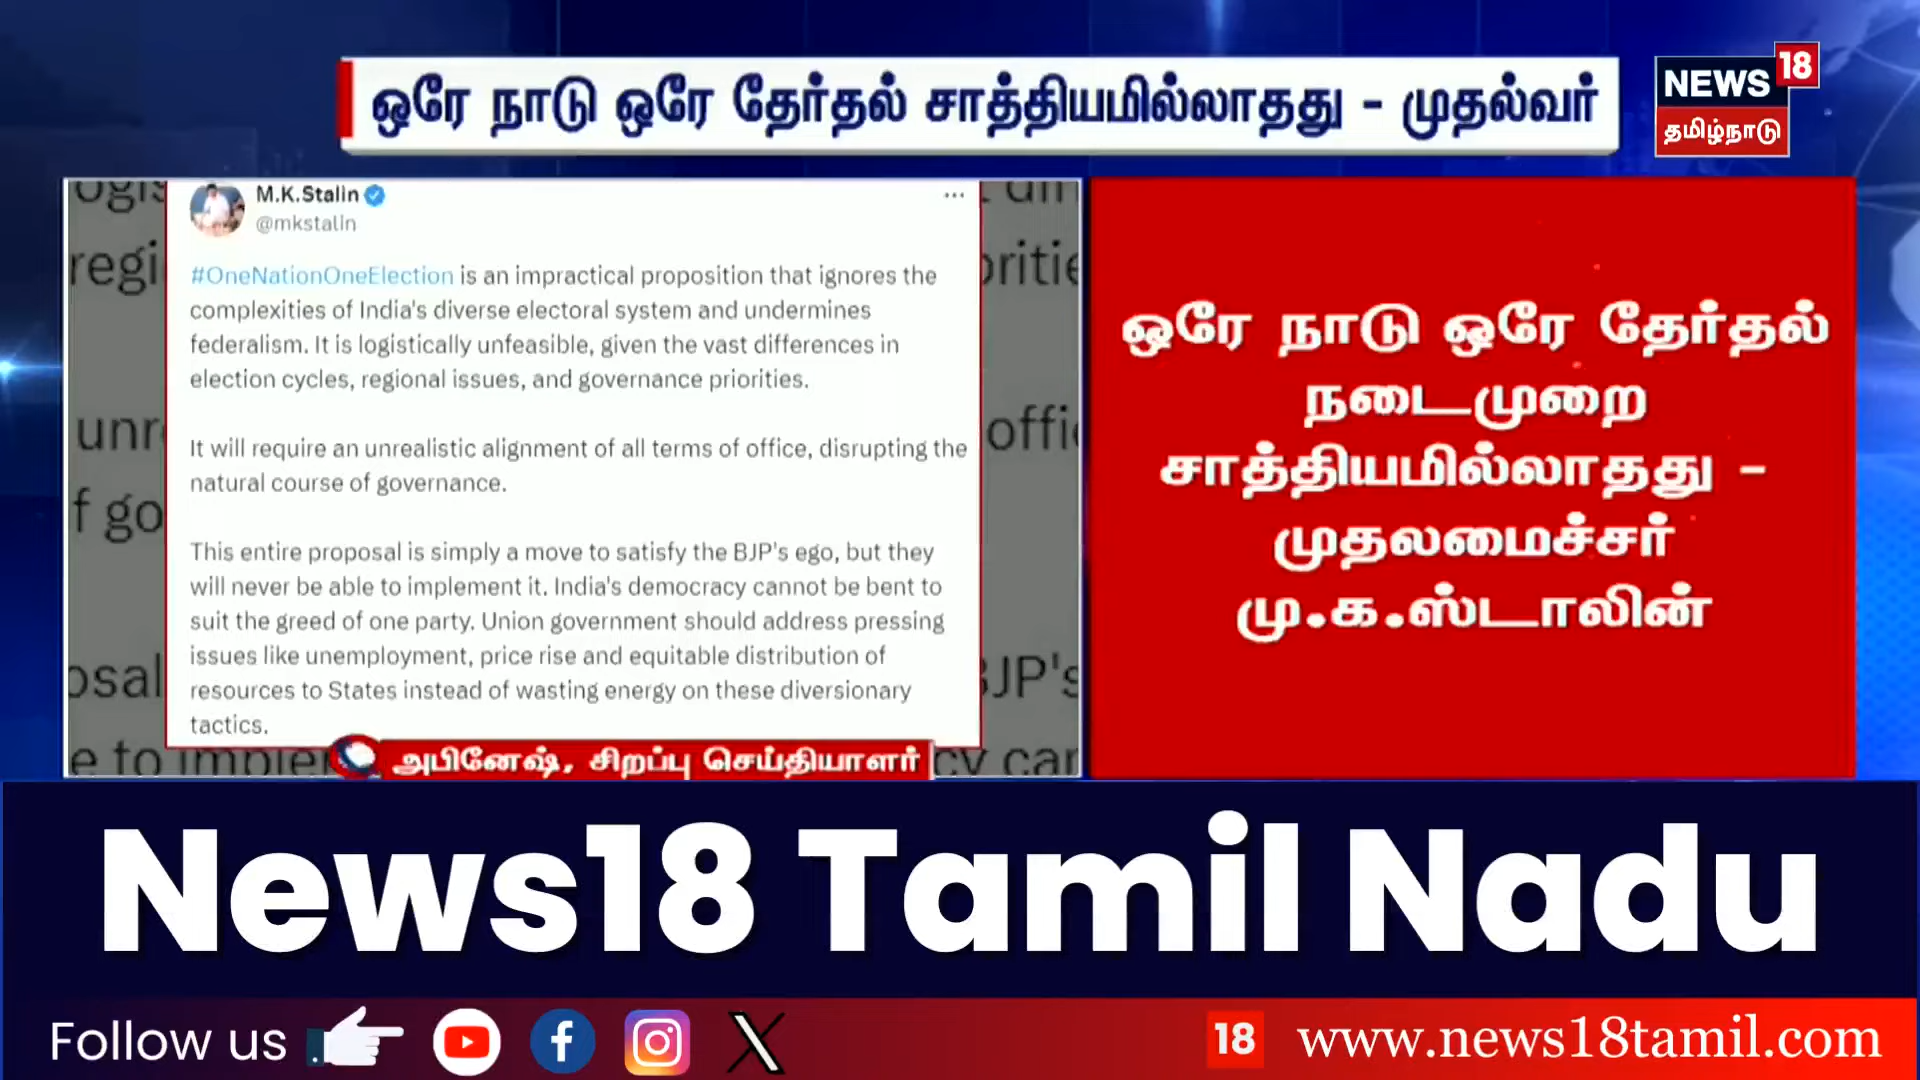 ஒரே நாடு ஒரே தேர்தல் சாத்தியமில்லாதது - முதல்வர்
NEWS 18
தமிழ்நாடு
M.K.Stalin
@mkstalin
#OneNationOneElection is an impractical proposition that ignores the
complexities of India's diverse electoral system and undermines
federalism. It is logistically unfeasible, given the vast differences in
election cycles, regional issues, and governance priorities.
It will require an unrealistic alignment of all terms of office, disrupting the
natural course of governance.
This entire proposal is simply a move to satisfy the BJP's ego, but they
will never be able to implement it. India's democracy cannot be bent to
suit the greed of one party. Union government should address pressing
issues like unemployment, price rise and equitable distribution of
resources to States instead of wasting energy on these diversionary
tactics.
அபினேஷ், சிறப்பு செய்தியாளர்
ஒரே நாடு ஒரே தேர்தல்
நடைமுறை
சாத்தியமில்லாதது -
முதலமைச்சர்
மு.க.ஸ்டாலின்
News18 Tamil Nadu
Follow us
18 www.news18tamil.com